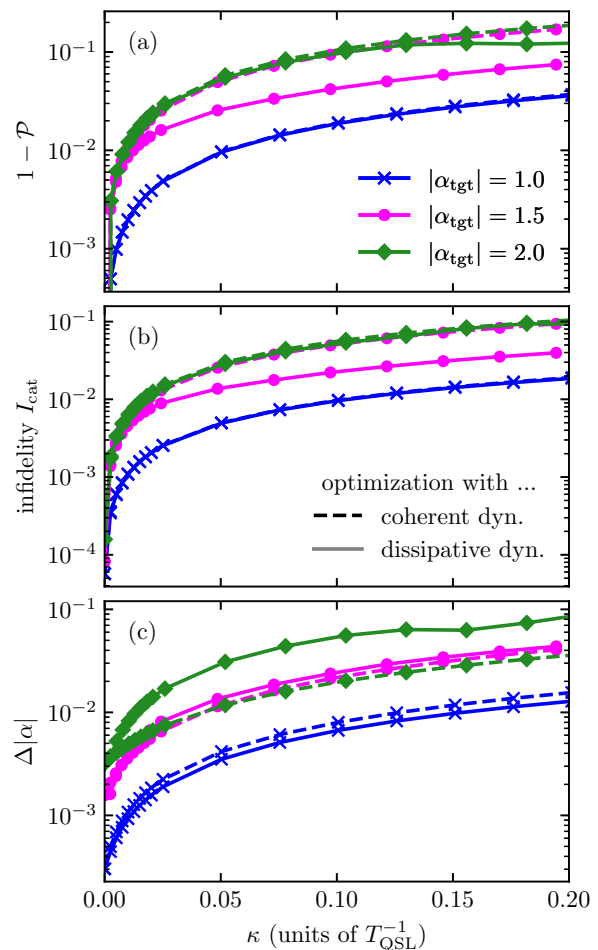 10⁻¹
10⁻²
10⁻³
1 − 𝒫
(a)
|α_tgt| = 1.0
|α_tgt| = 1.5
|α_tgt| = 2.0
10⁻¹
10⁻²
10⁻³
10⁻⁴
infidelity I_cat
(b)
optimization with ...
coherent dyn.
dissipative dyn.
10⁻¹
10⁻²
10⁻³
Δ|α|
(c)
0.00 0.05 0.10 0.15 0.20
κ (units of T_QSL⁻¹)